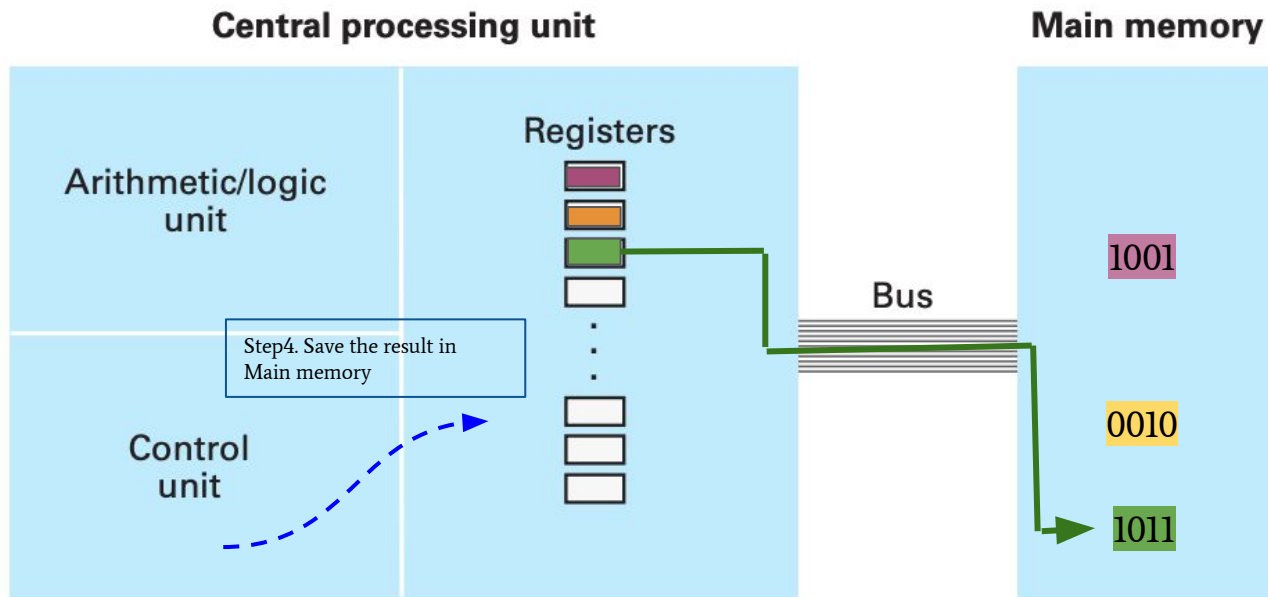 Central processing unit
Main memory
Registers
Arithmetic/logic
unit
1001
Bus
Step4. Save the result in
Main memory
0010
Control
unit
1011